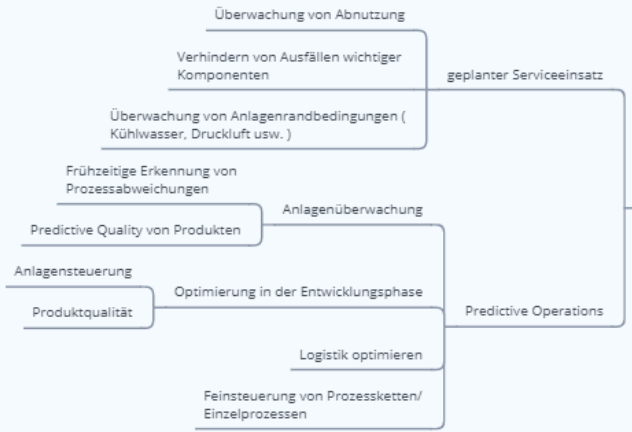 Überwachung von Abnutzung
Verhindern von Ausfällen wichtiger
Komponenten
geplanter Serviceeinsatz
Überwachung von Anlagenrandbedingungen (
Kühlwasser, Druckluft usw. )
Frühzeitige Erkennung von
Prozessabweichungen
Anlagenüberwachung
Predictive Quality von Produkten
Anlagensteuerung
Optimierung in der Entwicklungsphase
Produktqualität
Predictive Operations
Logistik optimieren
Feinsteuerung von Prozessketten/
Einzelprozessen